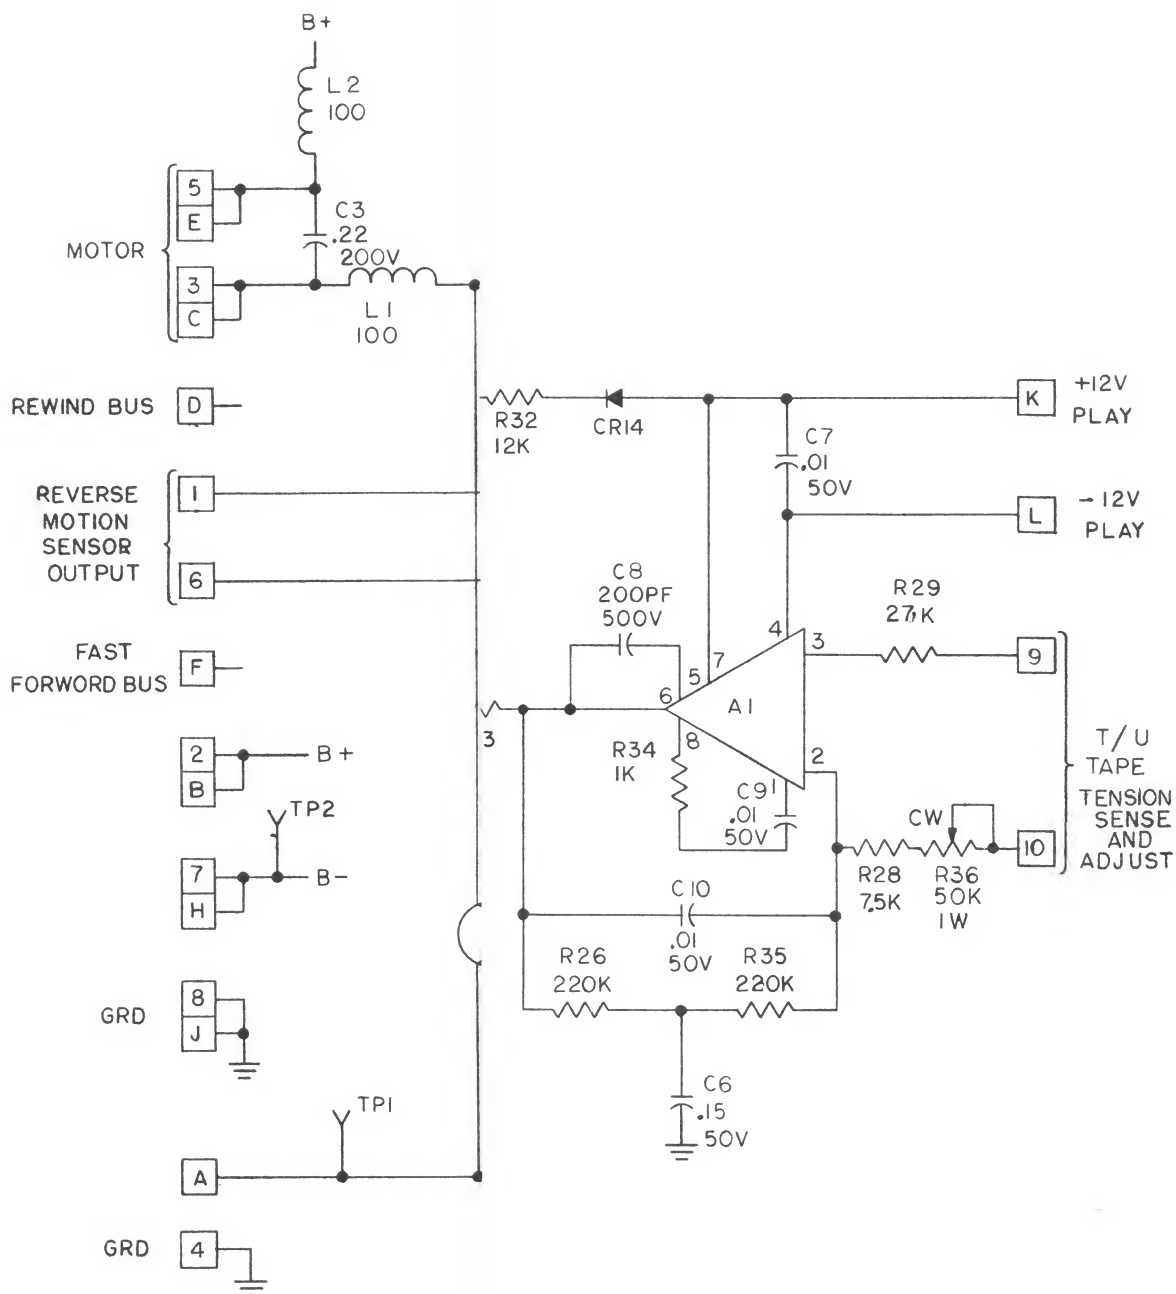 B+
L2
100
5
E
C3
.22
200V
MOTOR
3
C
L1
100
REWIND BUS
D
R32
12K
CR14
C7
.01
50V
K
+12V
PLAY
REVERSE
MOTION
SENSOR
OUTPUT
1
6
L
-12V
PLAY
C8
200PF
500V
R29
27K
4
3
9
FAST
FORWORD BUS
F
5
7
6
A1
8
3
R34
1K
2
1
C9
.01
50V
T/U
TAPE
TENSION
SENSE
AND
ADJUST
2
B
B+
TP2
7
H
B-
CW
10
R28
7.5K
R36
50K
1W
C10
.01
50V
R26
220K
R35
220K
GRD
8
J
C6
.15
50V
TP1
A
GRD
4